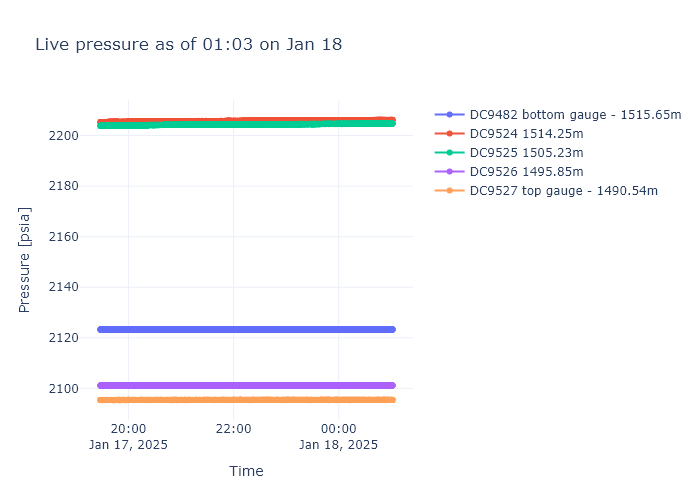 Live pressure as of 01:03 on Jan 18
DC9482 bottom gauge - 1515.65m
DC9524 1514.25m
DC9525 1505.23m
DC9526 1495.85m
DC9527 top gauge - 1490.54m
Pressure [psia]
2200
2180
2160
2140
2120
2100
20:00
Jan 17, 2025
22:00
00:00
Jan 18, 2025
Time